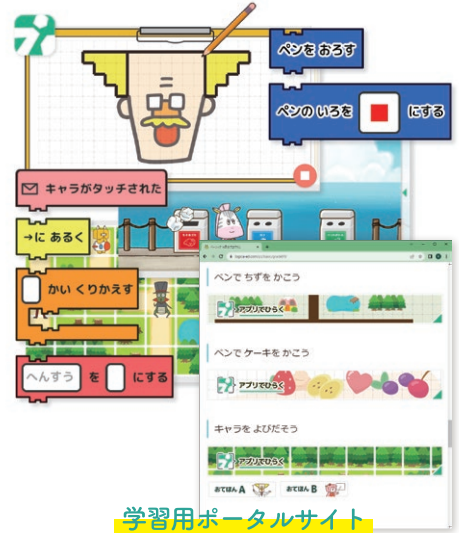 ペンを おろす
ペンの いろを にする
キャラがタッチされた
→に あるく
かい くりかえす
へんすう を にする
ペンで ちずを かこう
アプリでひらく
ペンで ケーキを かこう
アプリでひらく
キャラを よびだそう
アプリでひらく
おてほん A おてほん B
学習用ポータルサイト